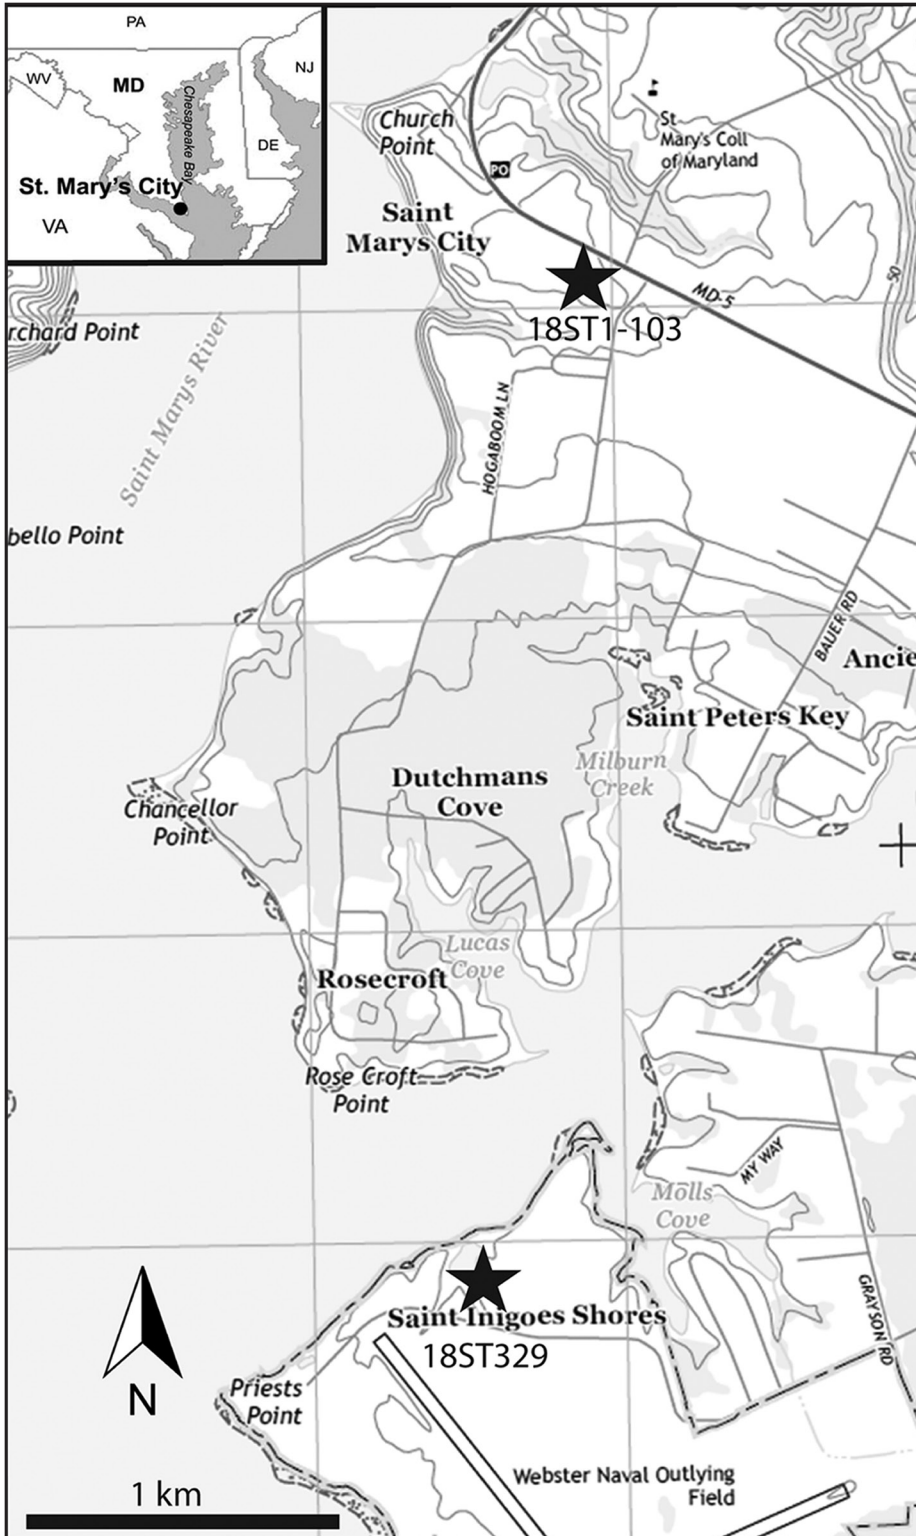 PA
WV
MD
NJ
Chesapeake Bay
DE
St. Mary's City
VA
Church
Point
St
Mary's Coll
of Maryland
PO
Saint
Marys City
MD-5
18ST1-103
rchard Point
Saint Marys River
HOGABOOM LN
bello Point
BAUER RD
Ancie
Saint Peters Key
Milburn
Creek
Dutchmans
Cove
Chancellor
Point
Lucas
Cove
Rosecroft
Rose Croft
Point
MY WAY
Molls
Cove
GRAYSON RD
Saint Inigoes Shores
18ST329
Priests
Point
N
Webster Naval Outlying
Field
1 km